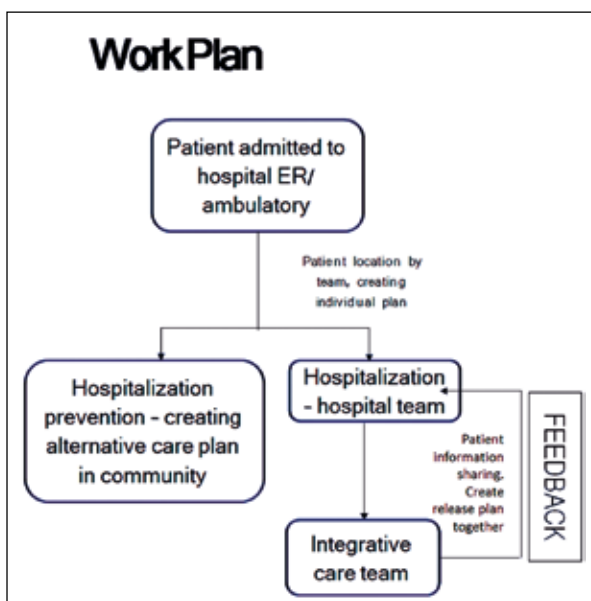 Work Plan
Patient admitted to
hospital ER/
ambulatory
Patient location by
team, creating
individual plan
Hospitalization
prevention – creating
alternative care plan
in community
Hospitalization
– hospital team
Patient
information
sharing.
Create
release plan
together
FEEDBACK
Integrative
care team